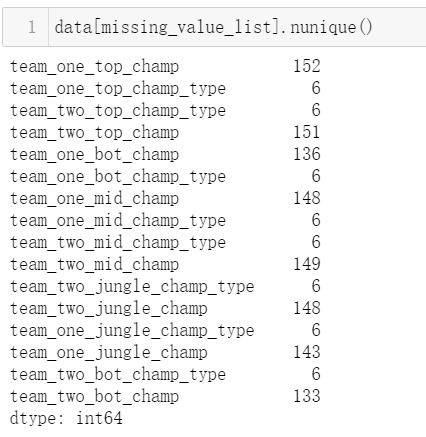 1 data[missing_value_list].nunique()
team_one_top_champ 152
team_one_top_champ_type 6
team_two_top_champ_type 6
team_two_top_champ 151
team_one_bot_champ 136
team_one_bot_champ_type 6
team_one_mid_champ 148
team_one_mid_champ_type 6
team_two_mid_champ_type 6
team_two_mid_champ 149
team_two_jungle_champ_type 6
team_two_jungle_champ 148
team_one_jungle_champ_type 6
team_one_jungle_champ 143
team_two_bot_champ_type 6
team_two_bot_champ 133
dtype: int64